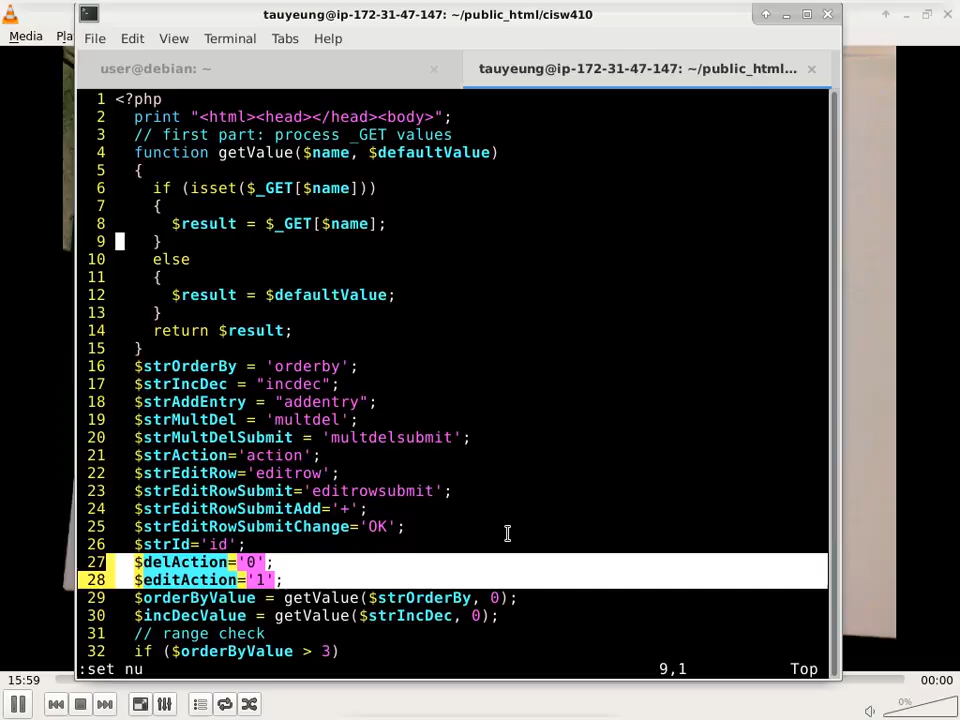 tauyeung@ip-172-31-47-147: ~/public_html/cisw410
Media
File Edit View Terminal Tabs Help
user@debian: ~
tauyeung@ip-172-31-47-147: ~/public_html...
1 <?php
2   print "<html><head></head><body>";
3   // first part: process _GET values
4   function getValue($name, $defaultValue)
5   {
6     if (isset($_GET[$name]))
7     {
8       $result = $_GET[$name];
9     }
10     else
11     {
12       $result = $defaultValue;
13     }
14     return $result;
15   }
16   $strOrderBy = 'orderby';
17   $strIncDec = "incdec";
18   $strAddEntry = "addentry";
19   $strMultDel = 'multdel';
20   $strMultDelSubmit = 'multdelsubmit';
21   $strAction='action';
22   $strEditRow='editrow';
23   $strEditRowSubmit='editrowsubmit';
24   $strEditRowSubmitAdd='+';
25   $strEditRowSubmitChange='OK';
26   $strId='id';
27   $delAction='0';
28   $editAction='1';
29   $orderByValue = getValue($strOrderBy, 0);
30   $incDecValue = getValue($strIncDec, 0);
31   // range check
32   if ($orderByValue > 3)
:set nu 9,1 Top
15:59 00:00
0%